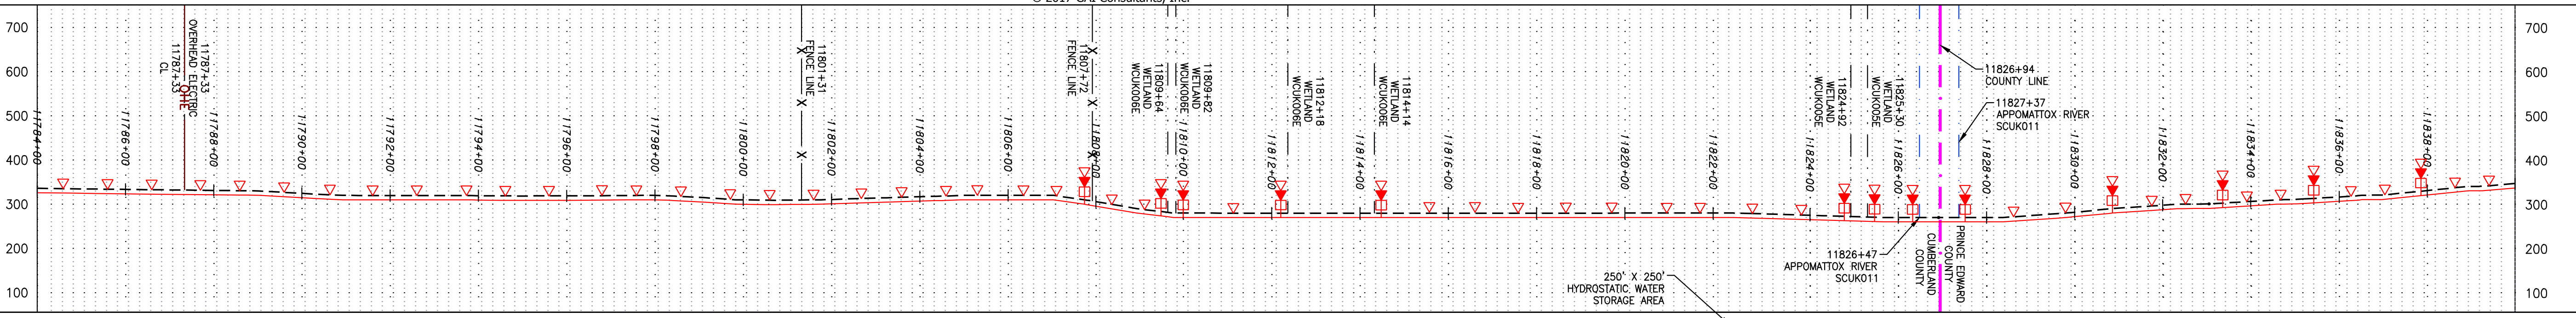 © 2017 GAI Consultants, Inc.
700
600
500
400
300
200
100
11784+00
11786+00
11787+33
OVERHEAD ELECTRIC
OHE
11787+33
CL
11788+00
11790+00
11792+00
11794+00
11796+00
11798+00
11800+00
11801+31
FENCE LINE
X
X
X
11802+00
11804+00
11806+00
11807+72
FENCE LINE
X
X
X
11808+00
11809+64
WETLAND
WCUK006E
11809+82
WETLAND
WCUK006E
11810+00
11812+00
11812+18
WETLAND
WCUK006E
11814+00
11814+14
WETLAND
WCUK006E
11816+00
11818+00
11820+00
11822+00
11824+00
11824+92
WETLAND
WCUK005E
11825+30
WETLAND
WCUK005E
11826+00
11826+94
COUNTY LINE
11827+37
APPOMATTOX RIVER
SCUK011
11828+00
11830+00
11832+00
11834+00
11836+00
11838+00
11826+47
APPOMATTOX RIVER
SCUK011
CUMBERLAND
COUNTY
PRINCE EDWARD
COUNTY
250' X 250'
HYDROSTATIC WATER
STORAGE AREA
700
600
500
400
300
200
100